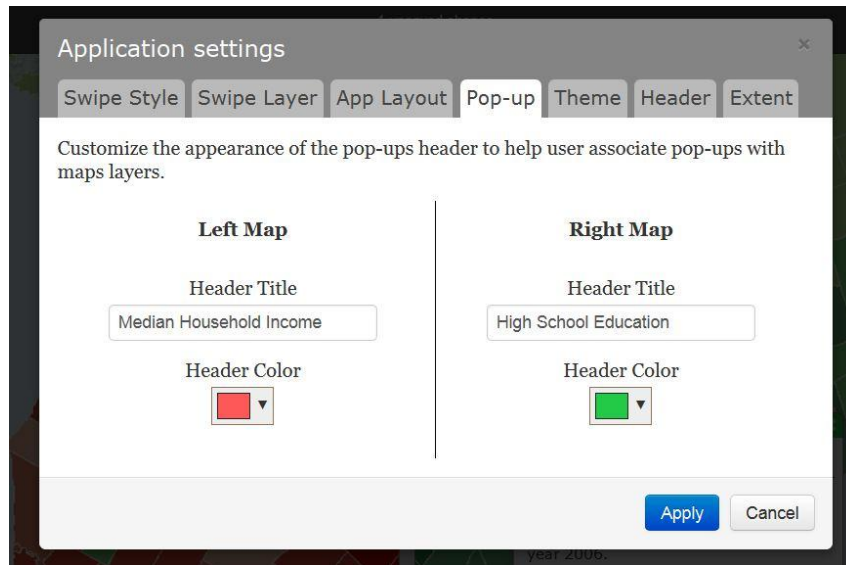 Application settings
×
Swipe Style Swipe Layer App Layout Pop-up Theme Header Extent
Customize the appearance of the pop-ups header to help user associate pop-ups with
maps layers.
Left Map
Right Map
Header Title
Header Title
Median Household Income
High School Education
Header Color
Header Color
Apply
Cancel
year 2006.